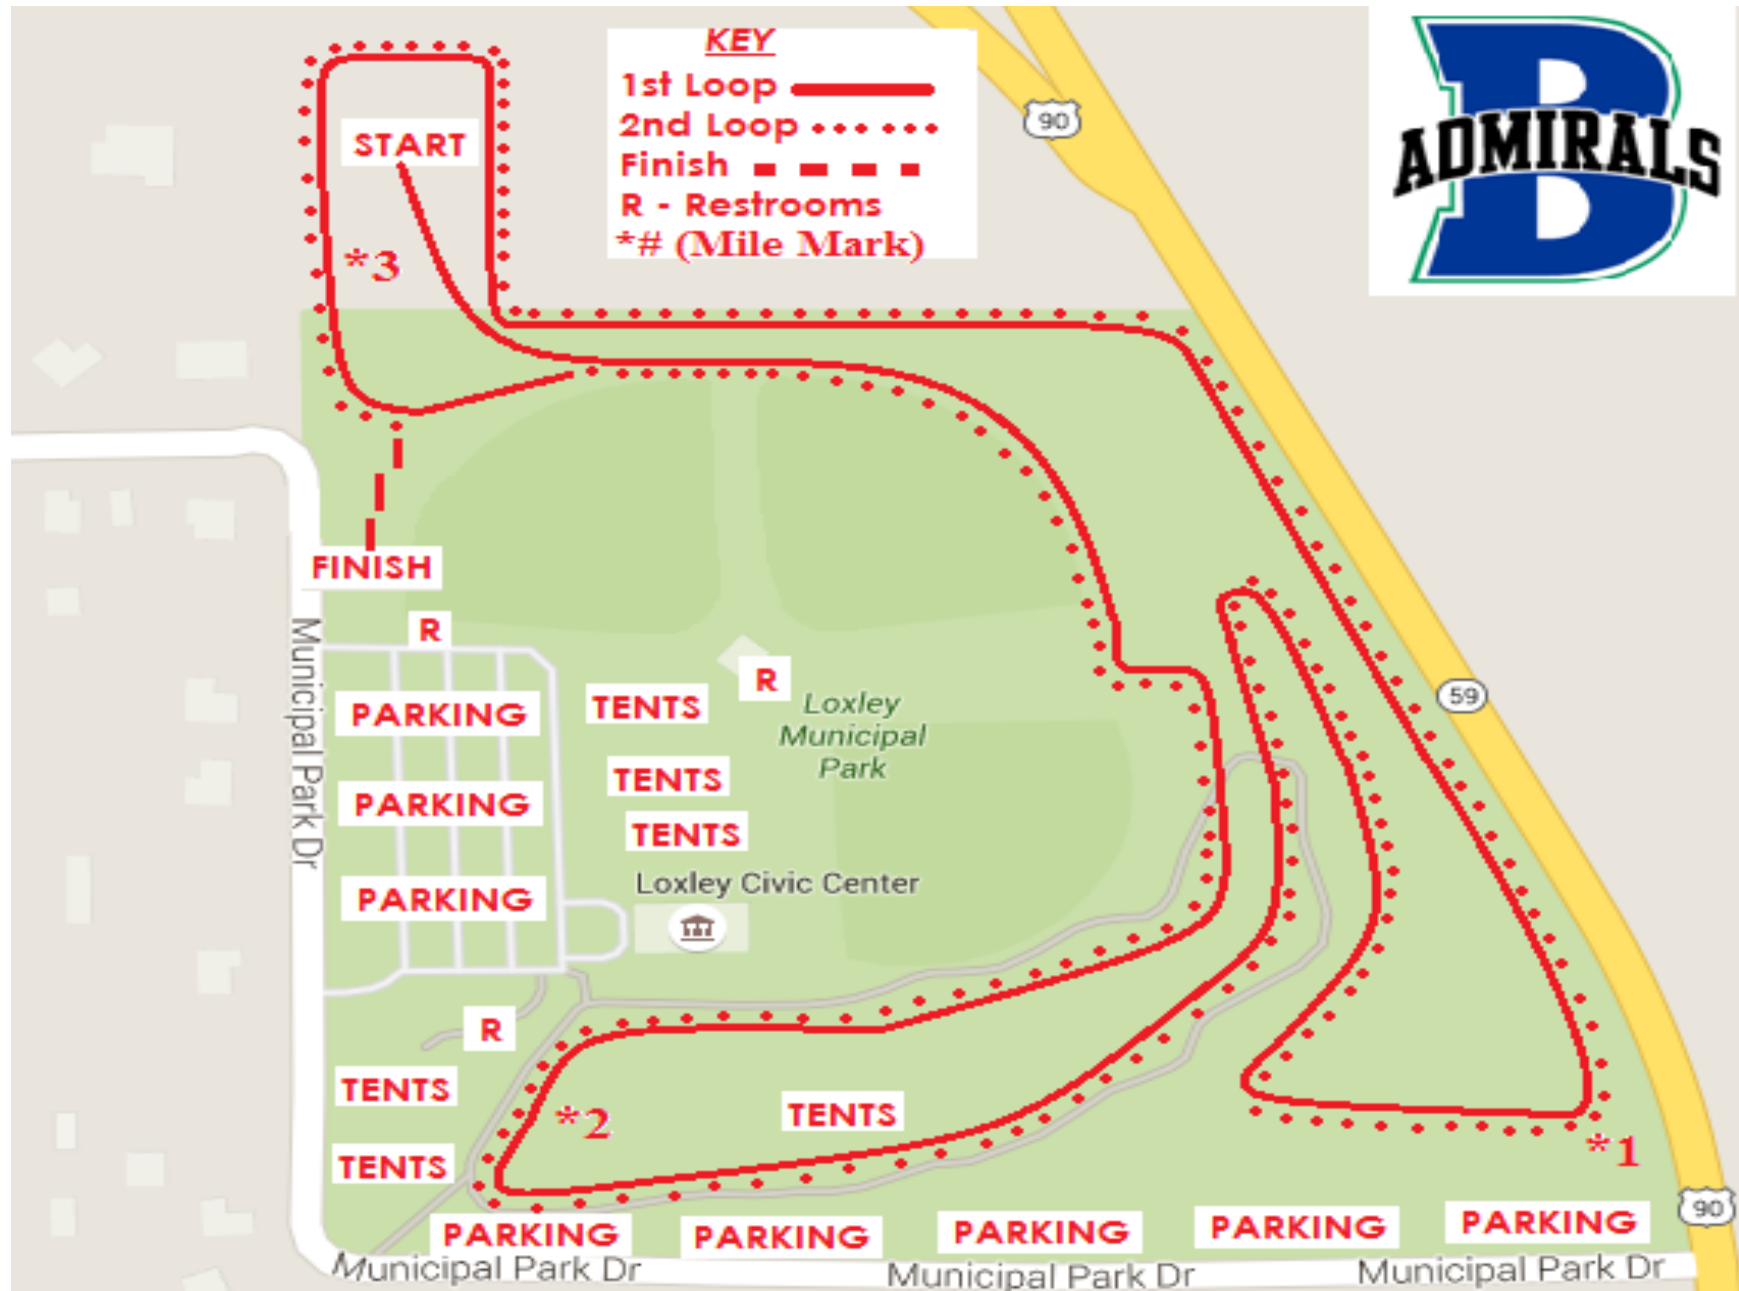 KEY
1st Loop
2nd Loop
Finish
R - Restrooms
*# (Mile Mark)
B
ADMIRALS
90
START
*3
FINISH
R
Municipal Park Dr
PARKING
TENTS
R
Loxley
Municipal
Park
59
TENTS
PARKING
TENTS
Loxley Civic Center
PARKING
R
TENTS
*2
TENTS
*1
TENTS
90
PARKING
PARKING
PARKING
PARKING
PARKING
Municipal Park Dr
Municipal Park Dr
Municipal Park Dr